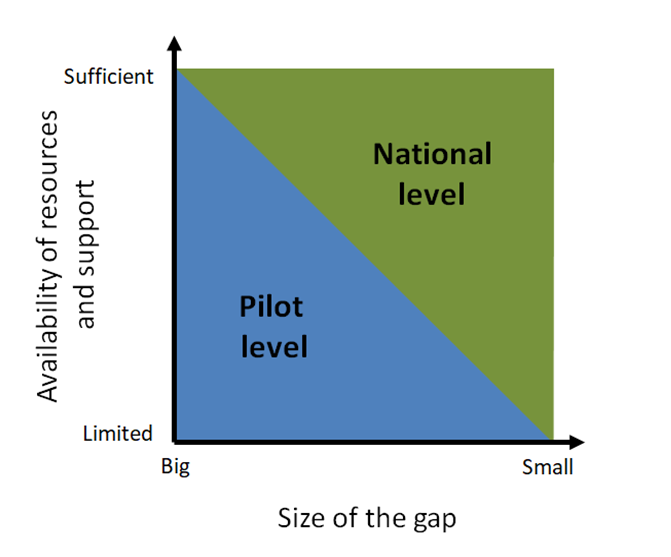 Sufficient
Availability of resources
and support
National
level
Pilot
level
Limited
Big
Small
Size of the gap